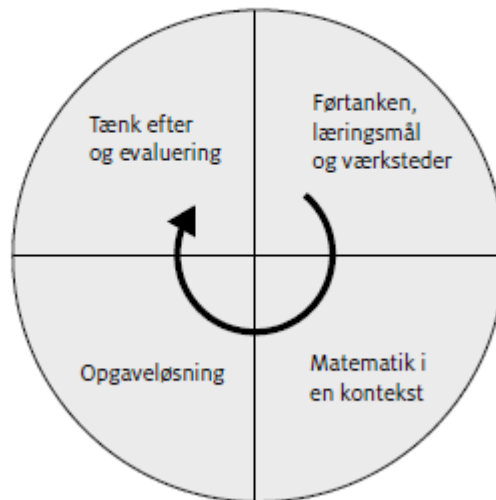 Tænk efter
og evaluering
Førtanken,
læringsmål
og værksteder
Opgaveløsning
Matematik i
en kontekst